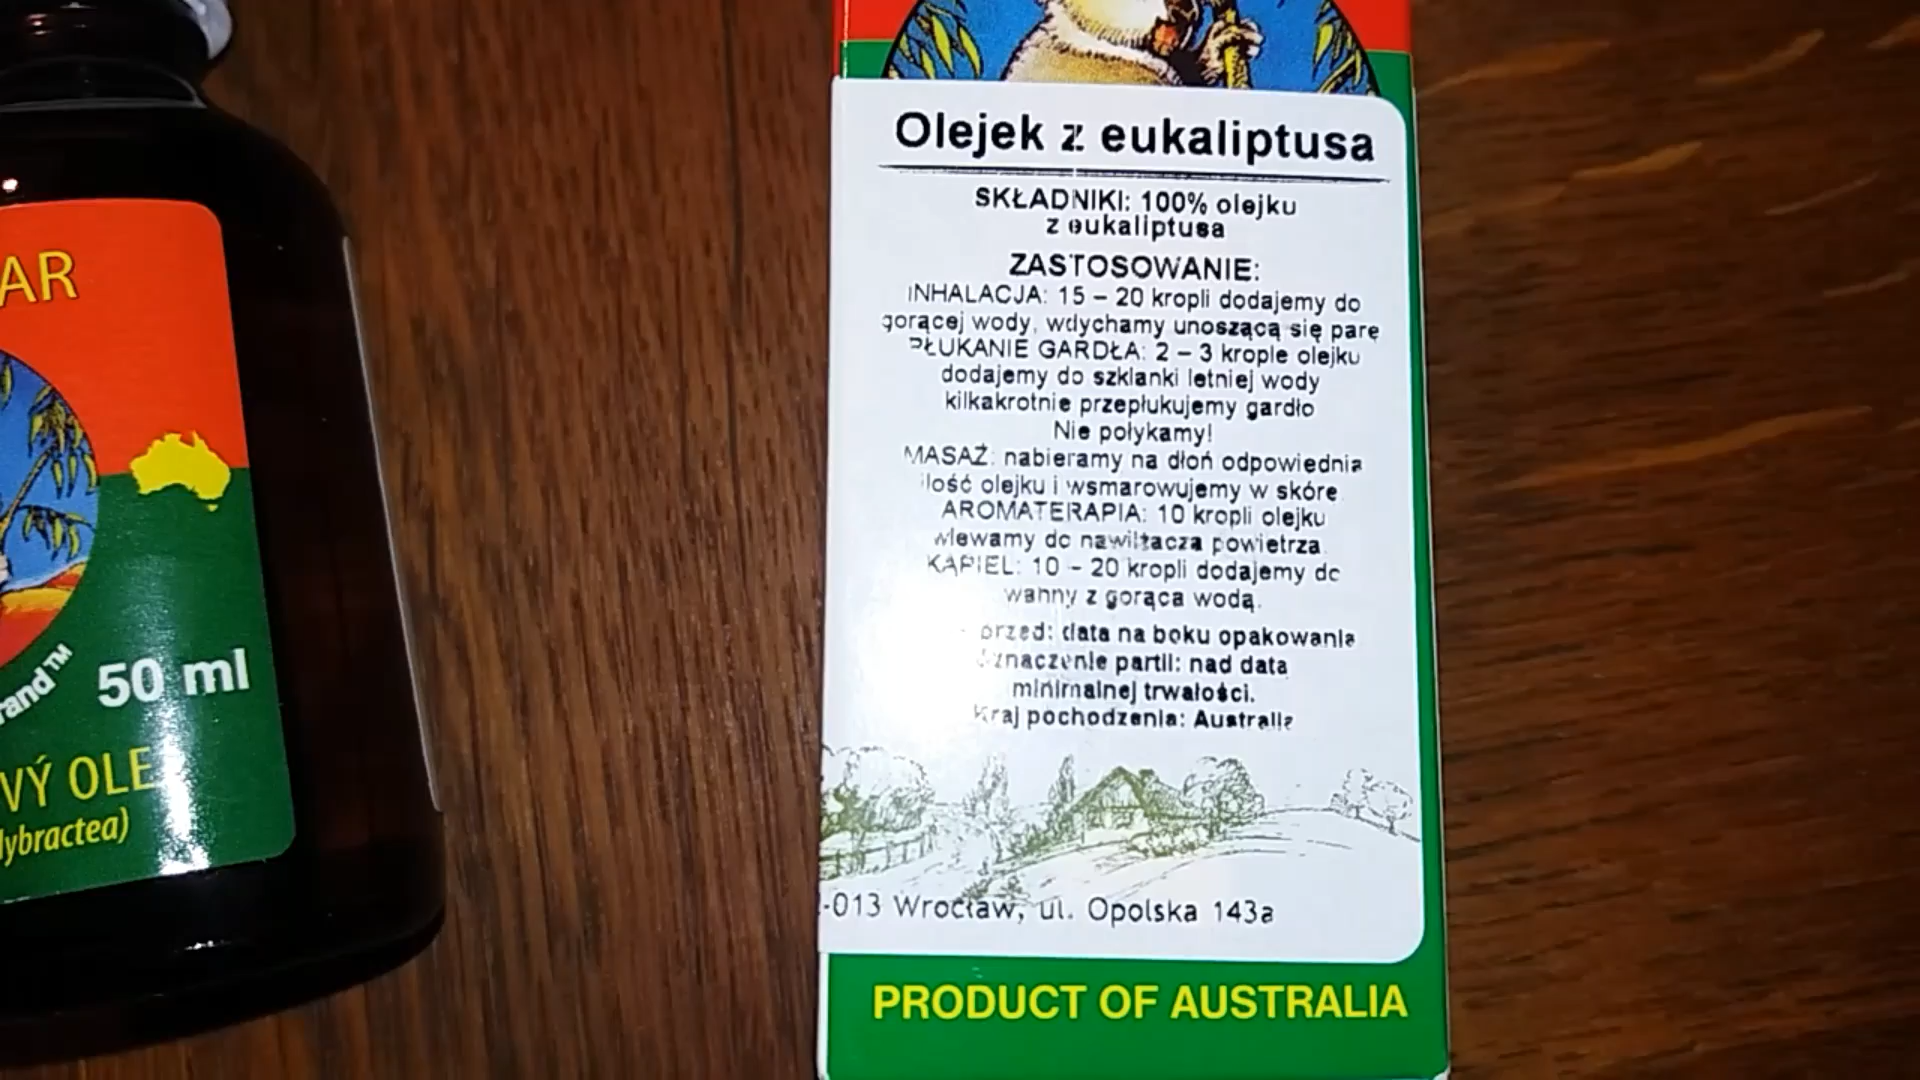 AR
rand™
50 ml
VÝ OLE
lybractea)
Olejek z eukaliptusa
SKŁADNIKI: 100% olejku
z eukaliptusa
ZASTOSOWANIE:
INHALACJA: 15 – 20 kropli dodajemy do
gorącej wody, wdychamy unoszącą się parę
PŁUKANIE GARDŁA: 2 – 3 krople olejku
dodajemy do szklanki letniej wody
kilkakrotnie przepłukujemy gardło
Nie połykamy!
MASAŻ: nabieramy na dłoń odpowiednią
ilość olejku i wsmarowujemy w skórę
AROMATERAPIA: 10 kropli olejku
wlewamy do nawilżacza powietrza.
KĄPIEL: 10 – 20 kropli dodajemy do
wanny z gorącą wodą.
przed: data na boku opakowania
Oznaczenie partii: nad datą
minimalnej trwałości.
Kraj pochodzenia: Australia
-013 Wrocław, ul. Opolska 143a
PRODUCT OF AUSTRALIA